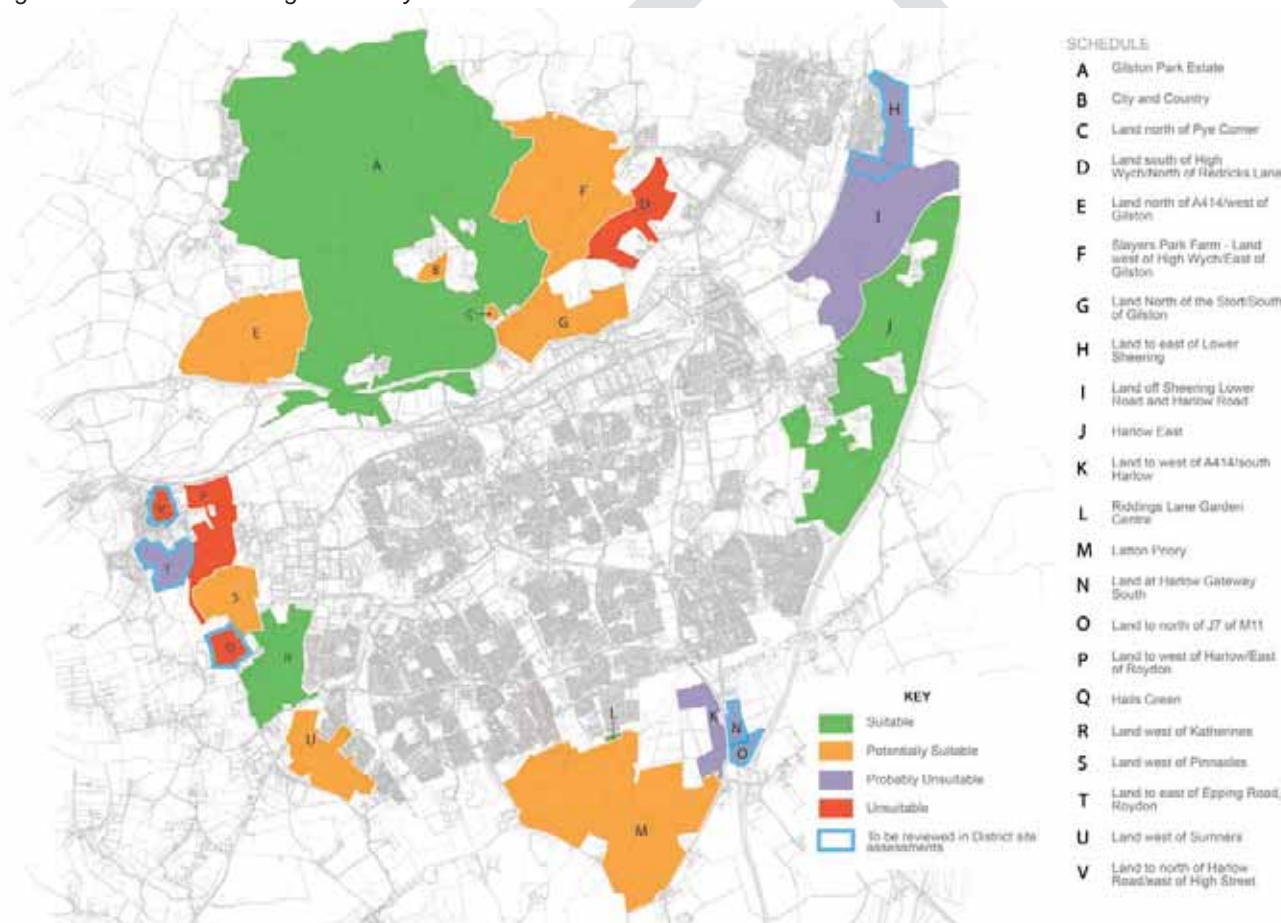 SCHEDULE
A Gilston Park Estate
B City and Country
C Land north of Pye Corner
D Land south of High
Wych/North of Redricks Lane
E Land north of A414/west of
Gilston
F Slayers Park Farm - Land
west of High Wych/East of
Gilston
G Land North of the Stort/South
of Gilston
H Land to east of Lower
Sheering
I Land off Sheering Lower
Road and Harlow Road
J Harlow East
K Land to west of A414/south
Harlow
L Riddings Lane Garden
Centre
M Latton Priory
N Land at Harlow Gateway
South
O Land to north of J7 of M11
P Land to west of Harlow/East
of Roydon
Q Halls Green
R Land west of Katherines
S Land west of Pinnacles
T Land to east of Epping Road,
Roydon
U Land west of Sumners
V Land to north of Harlow
Road/east of High Street
KEY
Suitable
Potentially Suitable
Probably Unsuitable
Unsuitable
To be reviewed in District site
assessments
A
B
C
D
E
F
G
H
I
J
K
L
M
N
O
P
Q
R
S
T
U
V